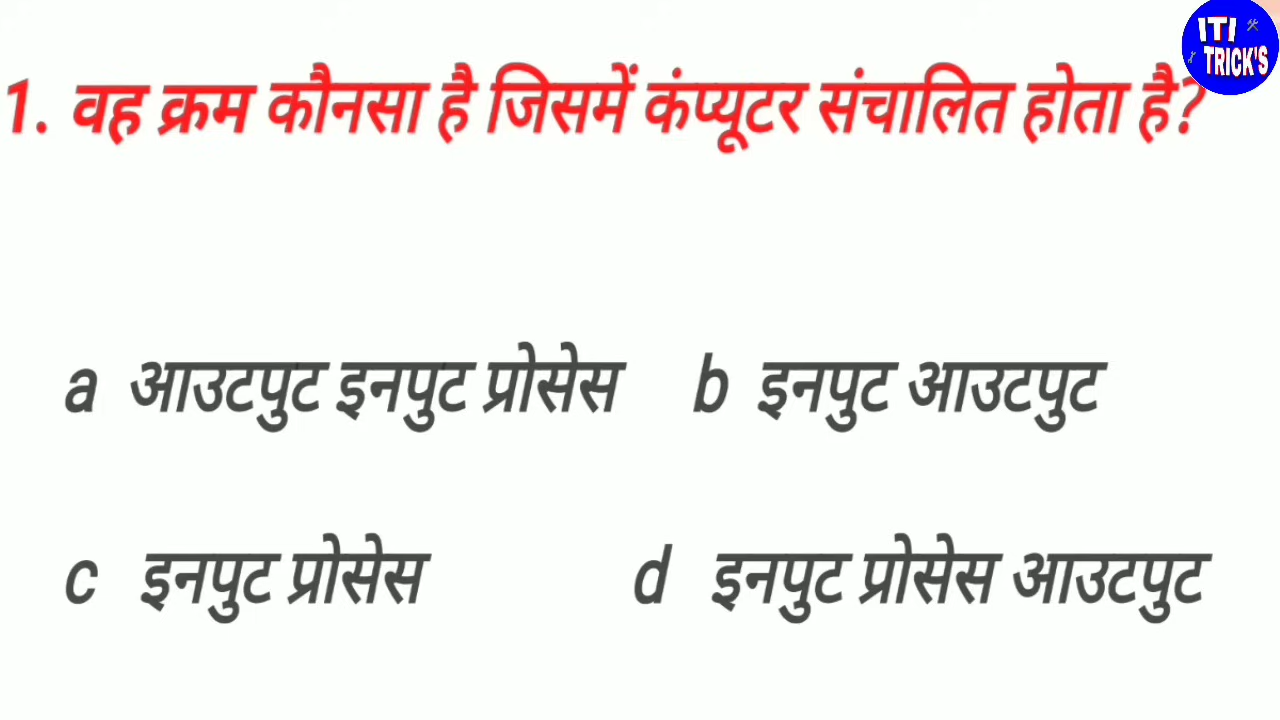 ITI
TRICK'S
1. वह क्रम कौनसा है जिसमें कंप्यूटर संचालित होता है?
a आउटपुट इनपुट प्रोसेस b इनपुट आउटपुट
c इनपुट प्रोसेस d इनपुट प्रोसेस आउटपुट